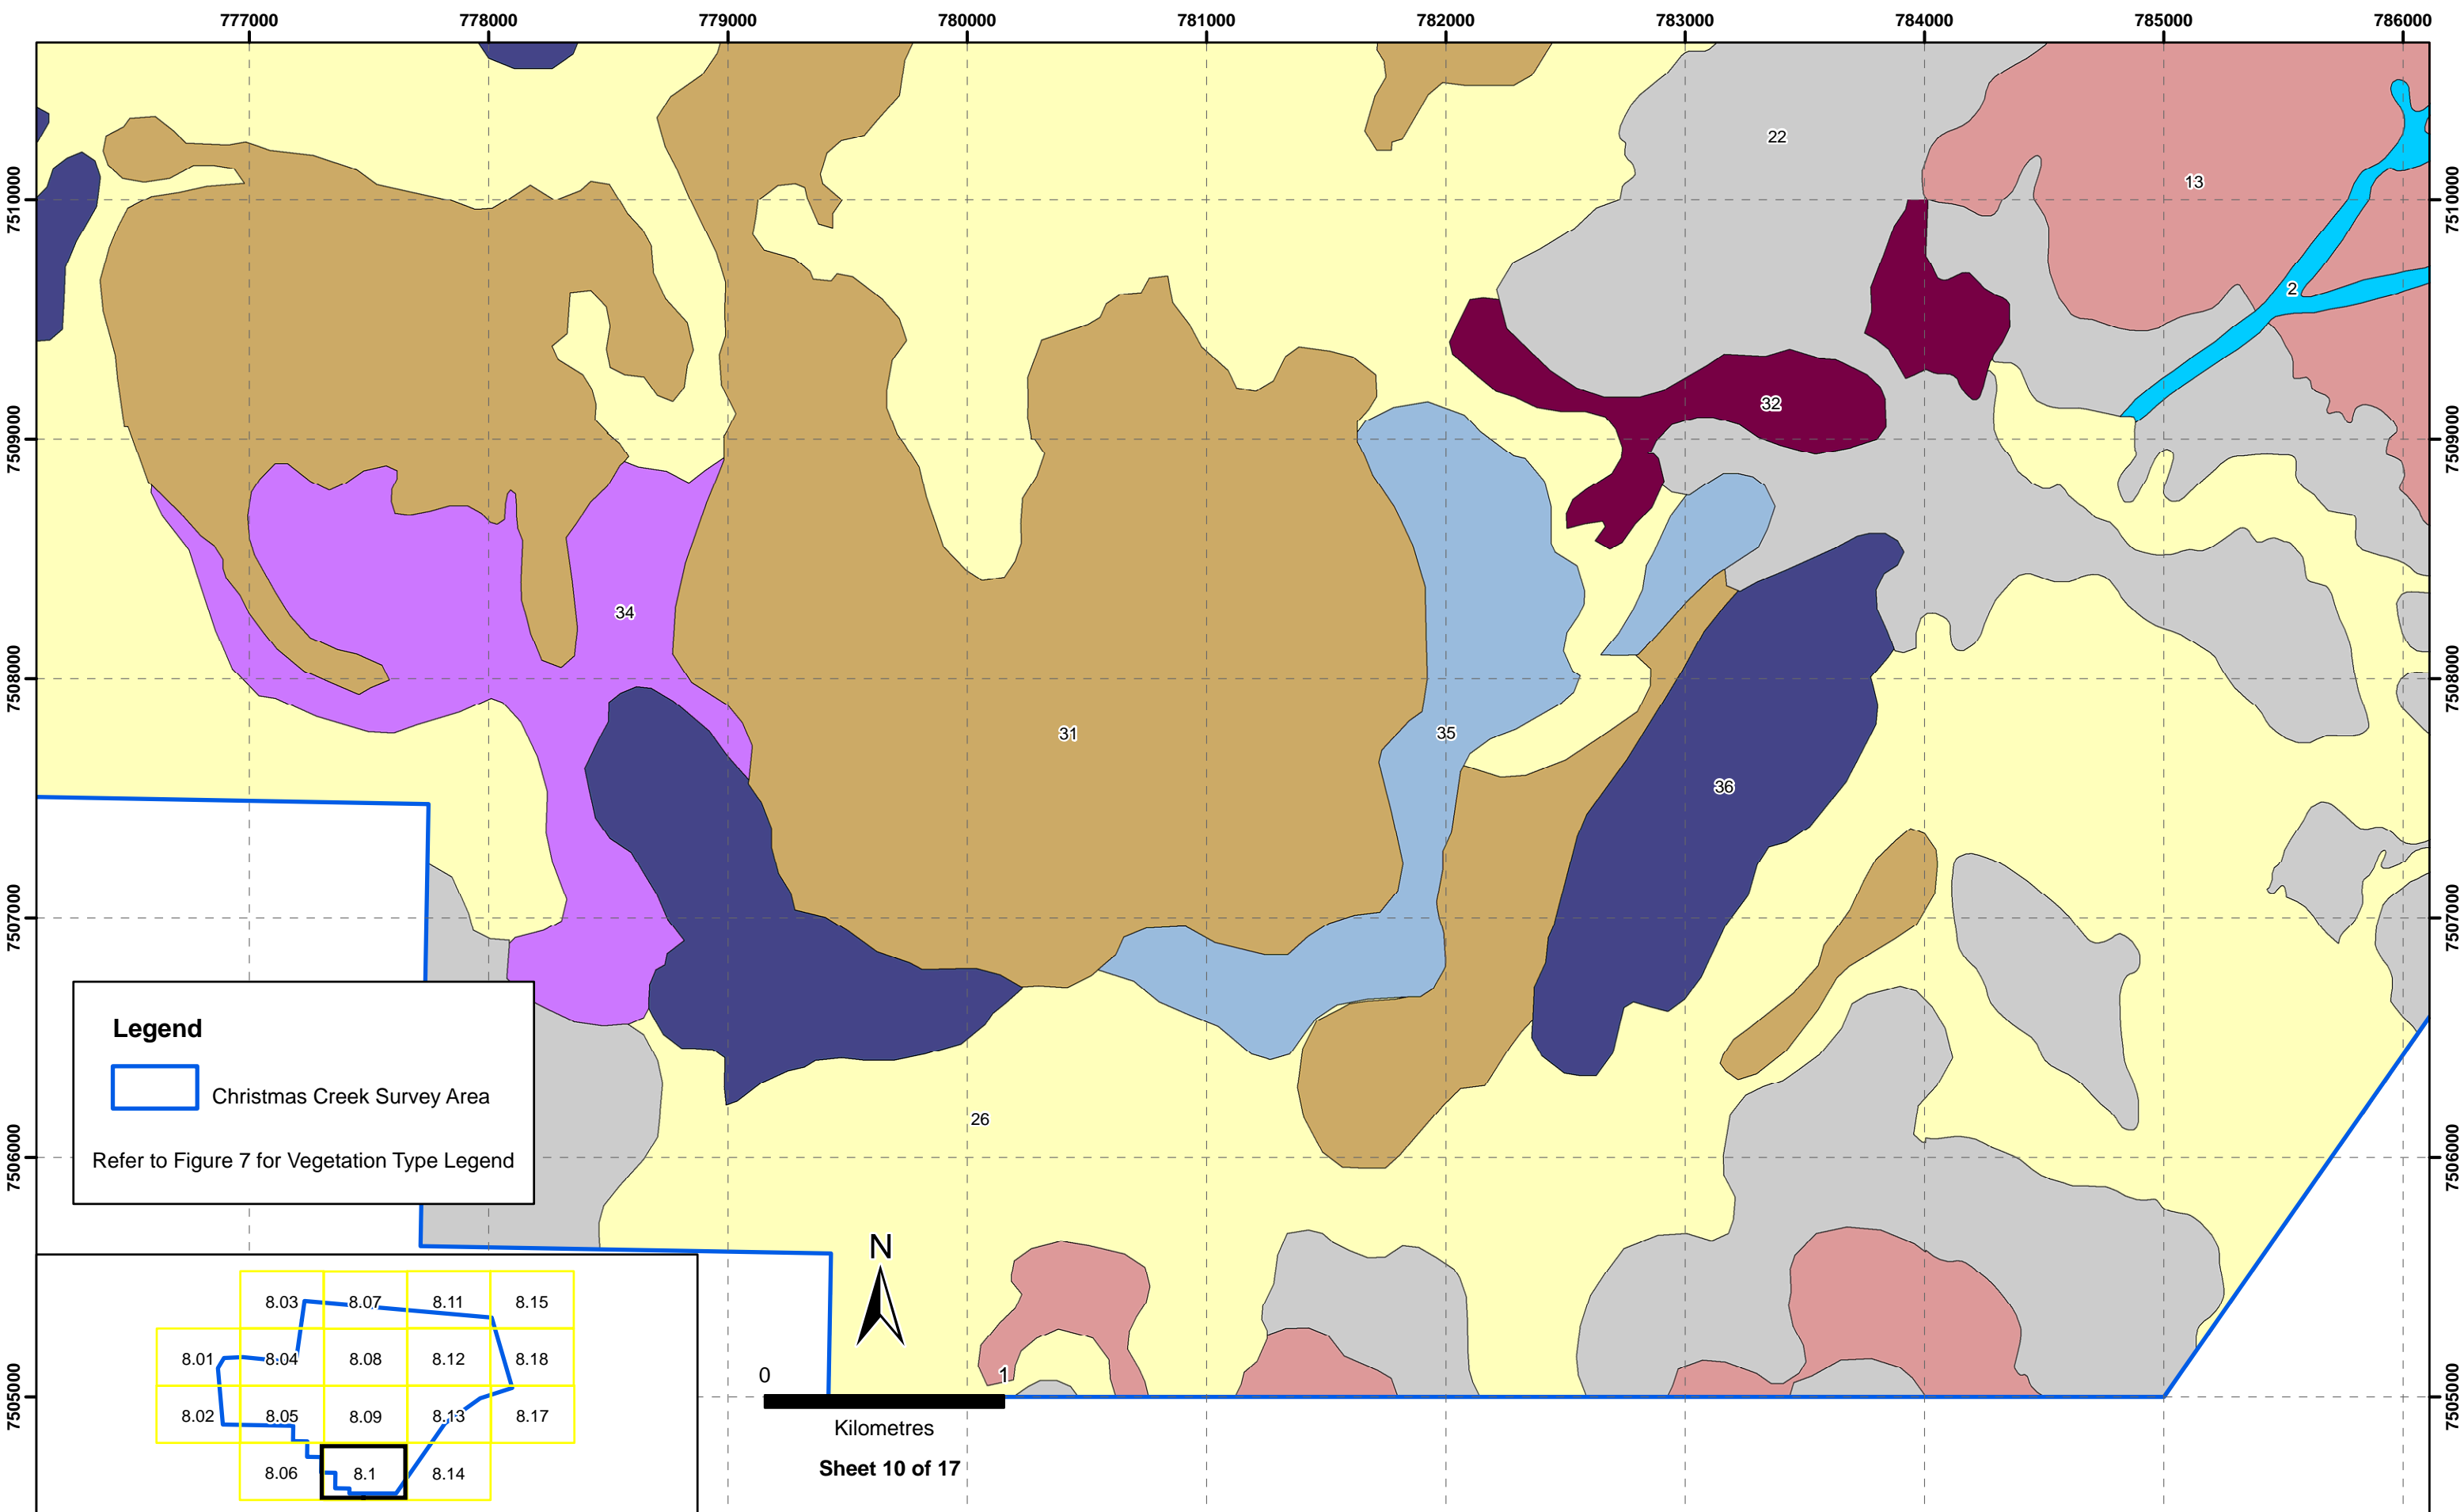 777000 778000 779000 780000 781000 782000 783000 784000 785000 786000
22
13
7510000 7510000
2
32
7509000 7509000
34
7508000 7508000
31
35
36
7507000 7507000
Legend
Christmas Creek Survey Area
Refer to Figure 7 for Vegetation Type Legend
26
7506000 7506000
N
0 1
Kilometres
Sheet 10 of 17
7505000 7505000
8.03 8.07 8.11 8.15
8.01 8.04 8.08 8.12 8.18
8.02 8.05 8.09 8.13 8.17
8.06 8.1 8.14